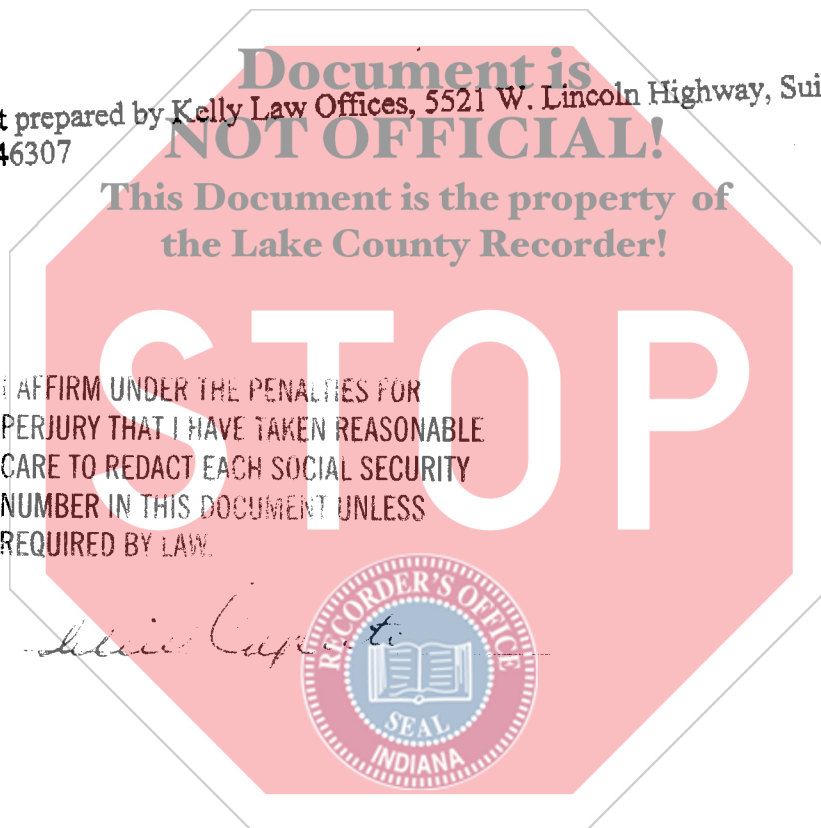 Document is
t prepared by Kelly Law Offices, 5521 W. Lincoln Highway, Sui
46307
NOT OFFICIAL!
This Document is the property of
the Lake County Recorder!
STOP
I AFFIRM UNDER THE PENALTIES FOR
PERJURY THAT I HAVE TAKEN REASONABLE
CARE TO REDACT EACH SOCIAL SECURITY
NUMBER IN THIS DOCUMENT UNLESS
REQUIRED BY LAW.
RECORDER'S OFFICE
SEAL
INDIANA